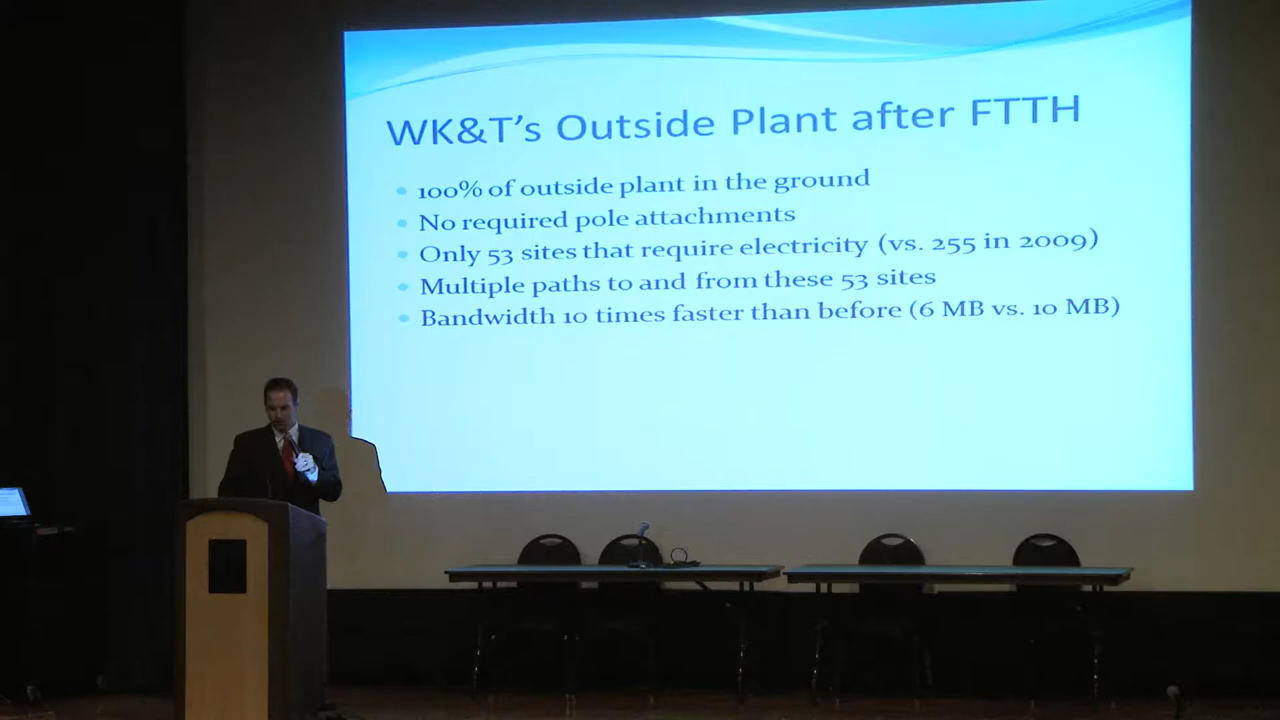 WK&T's Outside Plant after FTTH
100% of outside plant in the ground
No required pole attachments
Only 53 sites that require electricity (vs. 255 in 2009)
Multiple paths to and from these 53 sites
Bandwidth 10 times faster than before (6 MB vs. 10 MB)